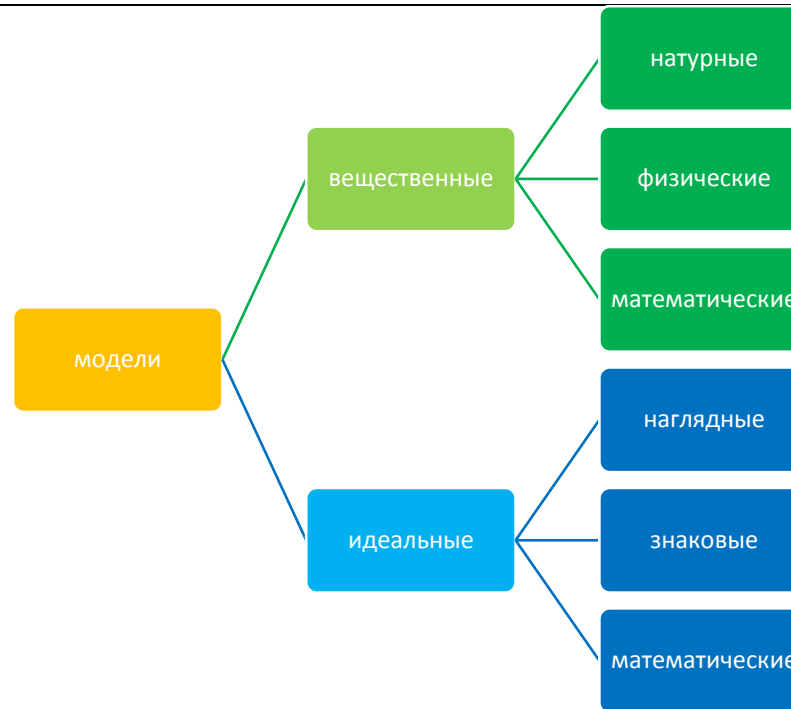 натурные
вещественные
физические
математические
модели
наглядные
идеальные
знаковые
математические